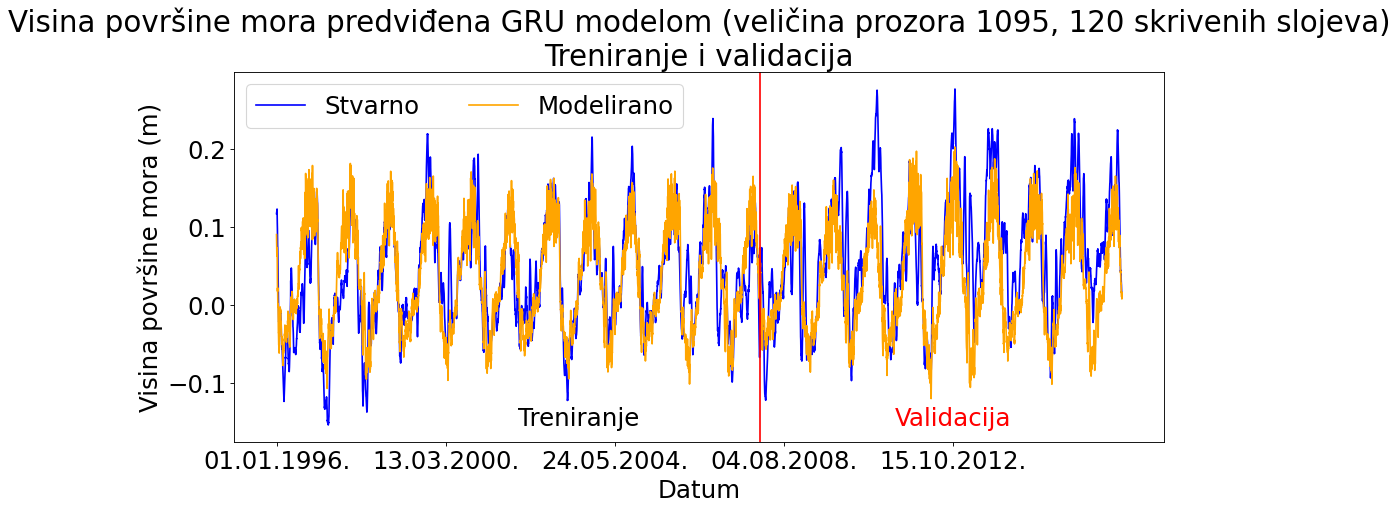 Visina površine mora predviđena GRU modelom (veličina prozora 1095, 120 skrivenih slojeva)
Treniranje i validacija
Stvarno Modelirano
Visina površine mora (m)
0.2
0.1
0.0
−0.1
Treniranje Validacija
01.01.1996. 13.03.2000. 24.05.2004. 04.08.2008. 15.10.2012.
Datum